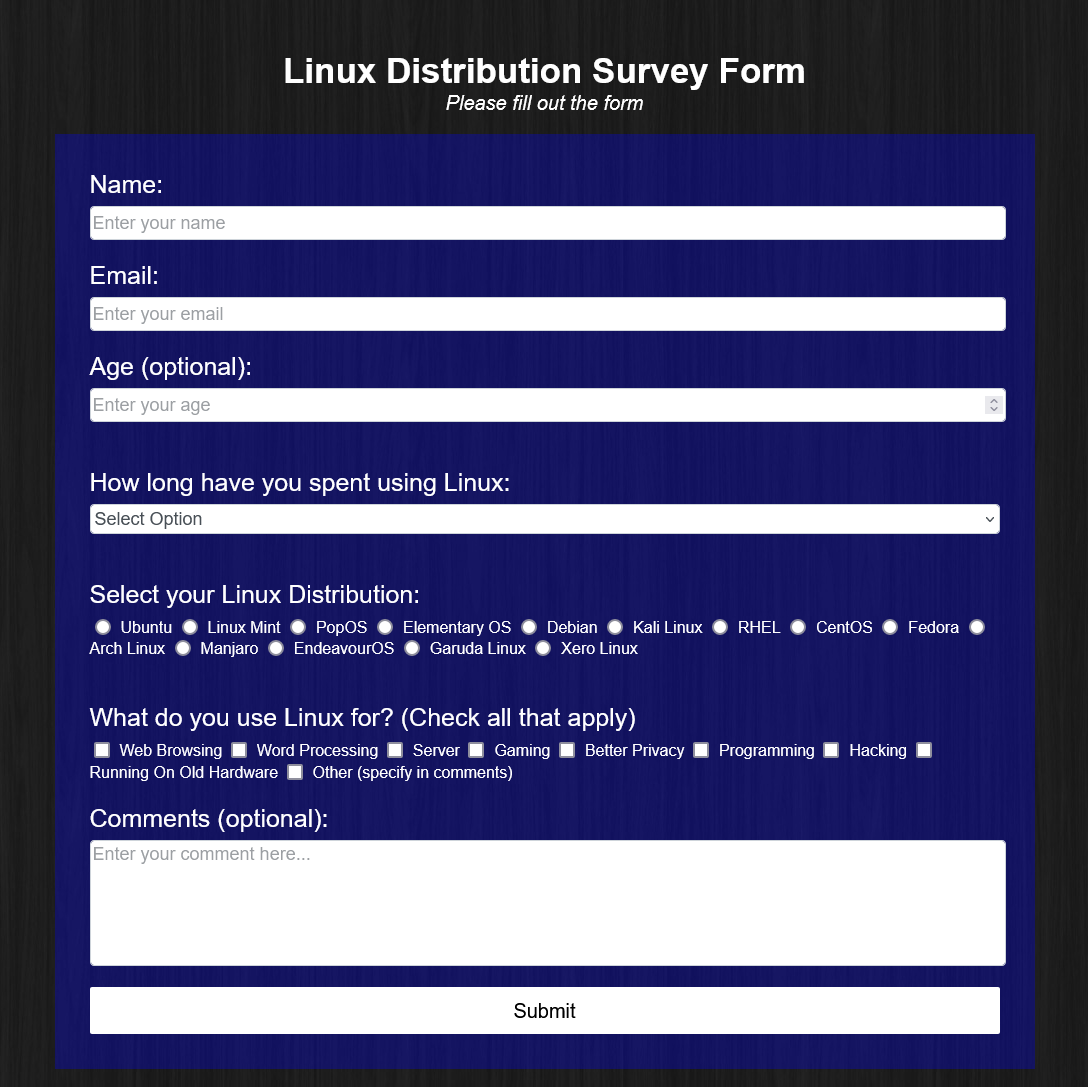 Linux Distribution Survey Form
Please fill out the form
Name:
Enter your name
Email:
Enter your email
Age (optional):
Enter your age
How long have you spent using Linux:
Select Option
Select your Linux Distribution:
Ubuntu Linux Mint PopOS Elementary OS Debian Kali Linux RHEL CentOS Fedora
Arch Linux Manjaro EndeavourOS Garuda Linux Xero Linux
What do you use Linux for? (Check all that apply)
Web Browsing Word Processing Server Gaming Better Privacy Programming Hacking
Running On Old Hardware Other (specify in comments)
Comments (optional):
Enter your comment here...
Submit